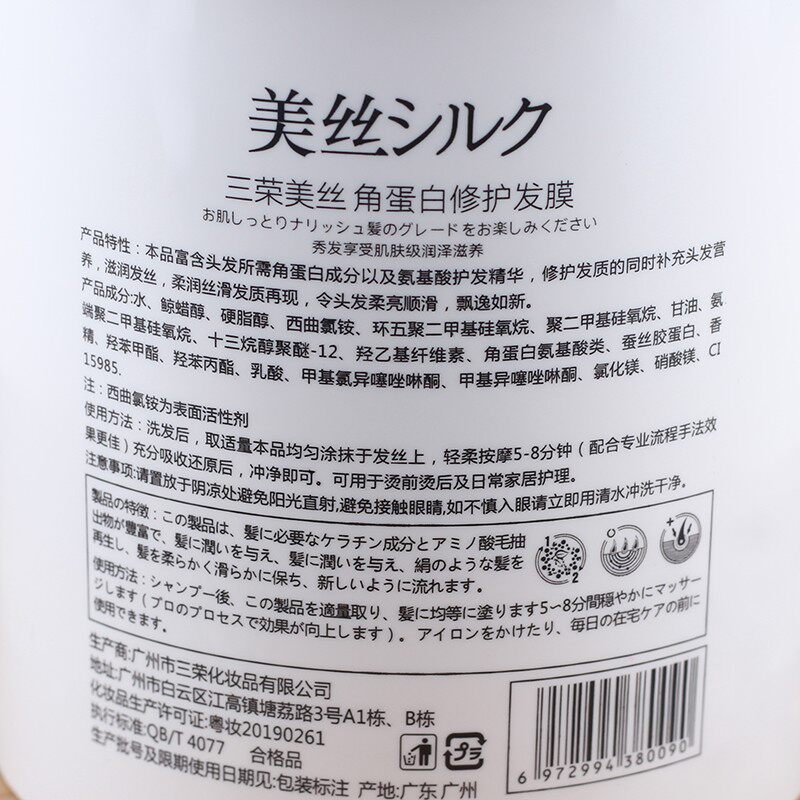 美丝シルク
三荣美丝 角蛋白修护发膜
お肌しっとりナリッシュ髪のグレードをお楽しみください
秀发享受肌肤级润泽滋养
产品特性：本品富含头发所需角蛋白成分以及氨基酸护发精华，修护发质的同时补充头发营
养，滋润发丝，柔润丝滑发质再现，令头发柔亮顺滑，飘逸如新。
产品成分:水、鲸蜡醇、硬脂醇、西曲氯铵、环五聚二甲基硅氧烷、聚二甲基硅氧烷、甘油、氨
端聚二甲基硅氧烷、十三烷醇聚醚-12、羟乙基纤维素、角蛋白氨基酸类、蚕丝胶蛋白、香
精、羟苯甲酯、羟苯丙酯、乳酸、甲基氯异噻唑啉酮、甲基异噻唑啉酮、氯化镁、硝酸镁、CI
15985.
注：西曲氯铵为表面活性剂
使用方法：洗发后，取适量本品均匀涂抹于发丝上，轻柔按摩5-8分钟（配合专业流程手法效
果更佳）充分吸收还原后，冲净即可。可用于烫前烫后及日常家居护理。
注意事项:请置放于阴凉处避免阳光直射,避免接触眼睛,如不慎入眼请立即用清水冲洗干净。
製品の特徴：この製品は、髪に必要なケラチン成分とアミノ酸毛抽
出物が豊富で、髪に潤いを与え、髪に潤いを与え、絹のような髪を
再生し、髪を柔らかく滑らかに保ち、新しいように流れます。
使用方法：シャンプー後、この製品を適量取り、髪に均等に塗ります5〜8分間穏やかにマッサー
ジします（プロのプロセスで効果が向上します）。アイロンをかけたり、毎日の在宅ケアの前に
使用できます。
1
2
生产商:广州市三荣化妆品有限公司
地址:广州市白云区江高镇塘荔路3号A1栋、B栋
化妆品生产许可证:粤妆20190261
执行标准:QB/T 4077 合格品
生产批号及限期使用日期见:包装标注 产地:广东 广州
プラ
6 972994 380090